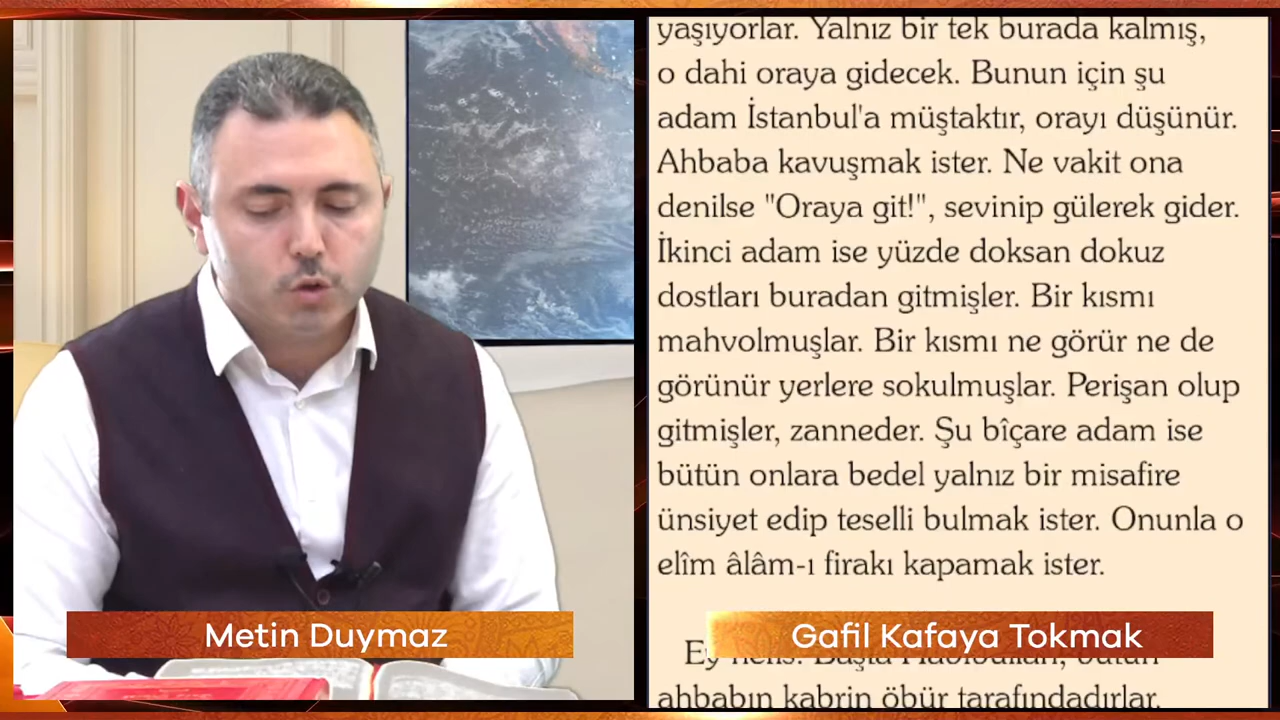 yaşıyorlar. Yalnız bir tek burada kalmış,
o dahi oraya gidecek. Bunun için şu
adam İstanbul'a müştaktır, orayı düşünür.
Ahbaba kavuşmak ister. Ne vakit ona
denilse "Oraya git!", sevinip gülerek gider.
İkinci adam ise yüzde doksan dokuz
dostları buradan gitmişler. Bir kısmı
mahvolmuşlar. Bir kısmı ne görür ne de
görünür yerlere sokulmuşlar. Perişan olup
gitmişler, zanneder. Şu bîçare adam ise
bütün onlara bedel yalnız bir misafire
ünsiyet edip teselli bulmak ister. Onunla o
elîm âlâm-ı firakı kapamak ister.
Metin Duymaz
Gafil Kafaya Tokmak
ahbabın kabrin öbür tarafındadırlar.